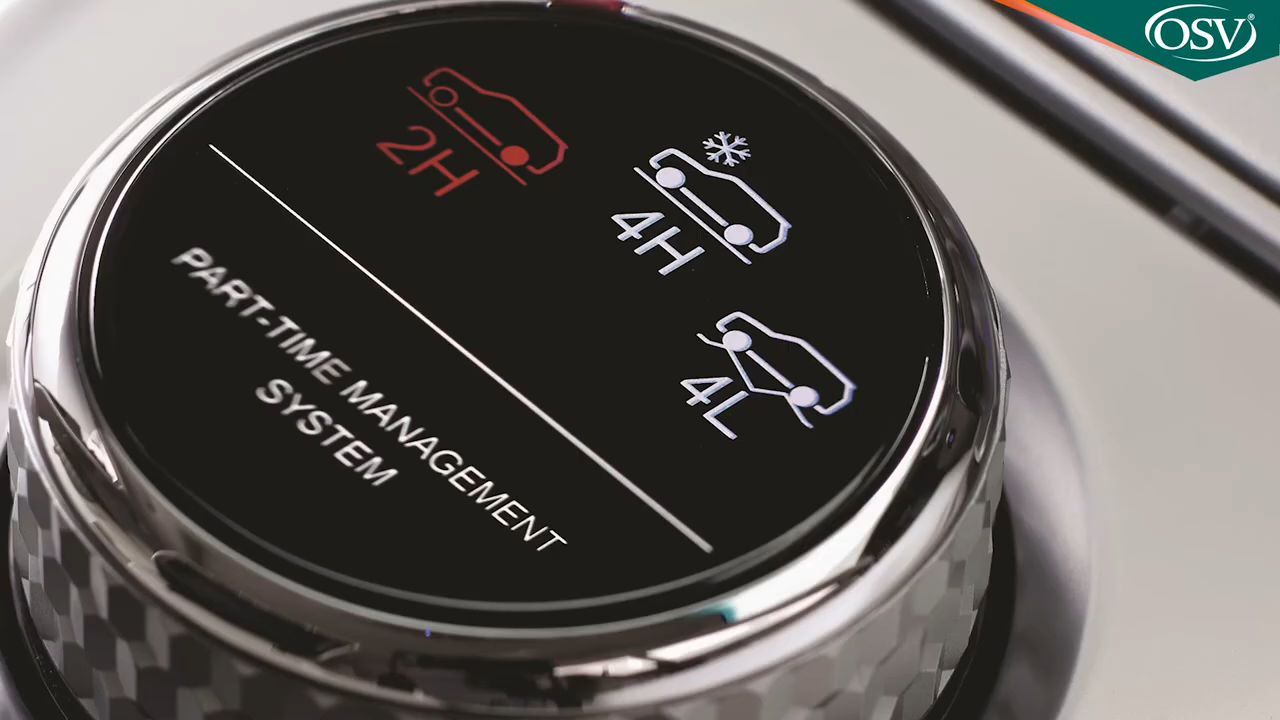 2H
4H
4L
PART-TIME MANAGEMENT
SYSTEM
OSV®